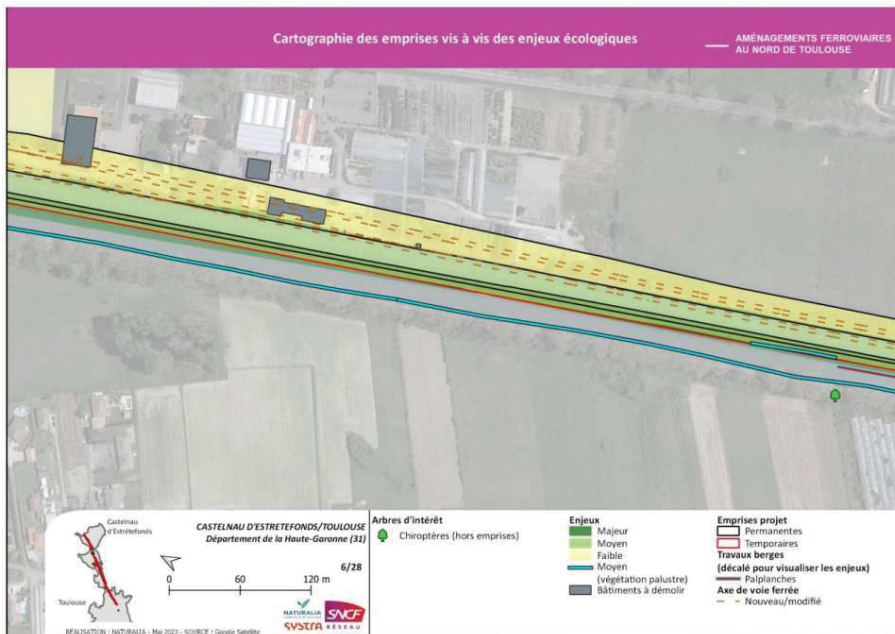 Cartographie des emprises vis à vis des enjeux écologiques
AMÉNAGEMENTS FERROVIAIRES
AU NORD DE TOULOUSE
Castelnau
d'Estrétefonds
Toulouse
CASTELNAU D'ESTRETEFONDS/TOULOUSE
Département de la Haute-Garonne (31)
6/28
0 60 120 m
NATURALIA
SYSTRA
SNCF
RÉSEAU
REALISATION : NATURALIA - Mai 2022 - SOURCE : Google Satellite
Arbres d'intérêt
Chiroptères (hors emprises)
Enjeux
Majeur
Moyen
Faible
Moyen
(végétation palustre)
Bâtiments à démolir
Emprises projet
Permanentes
Temporaires
Travaux berges
(décalé pour visualiser les enjeux)
Palplanches
Axe de voie ferrée
Nouveau/modifié